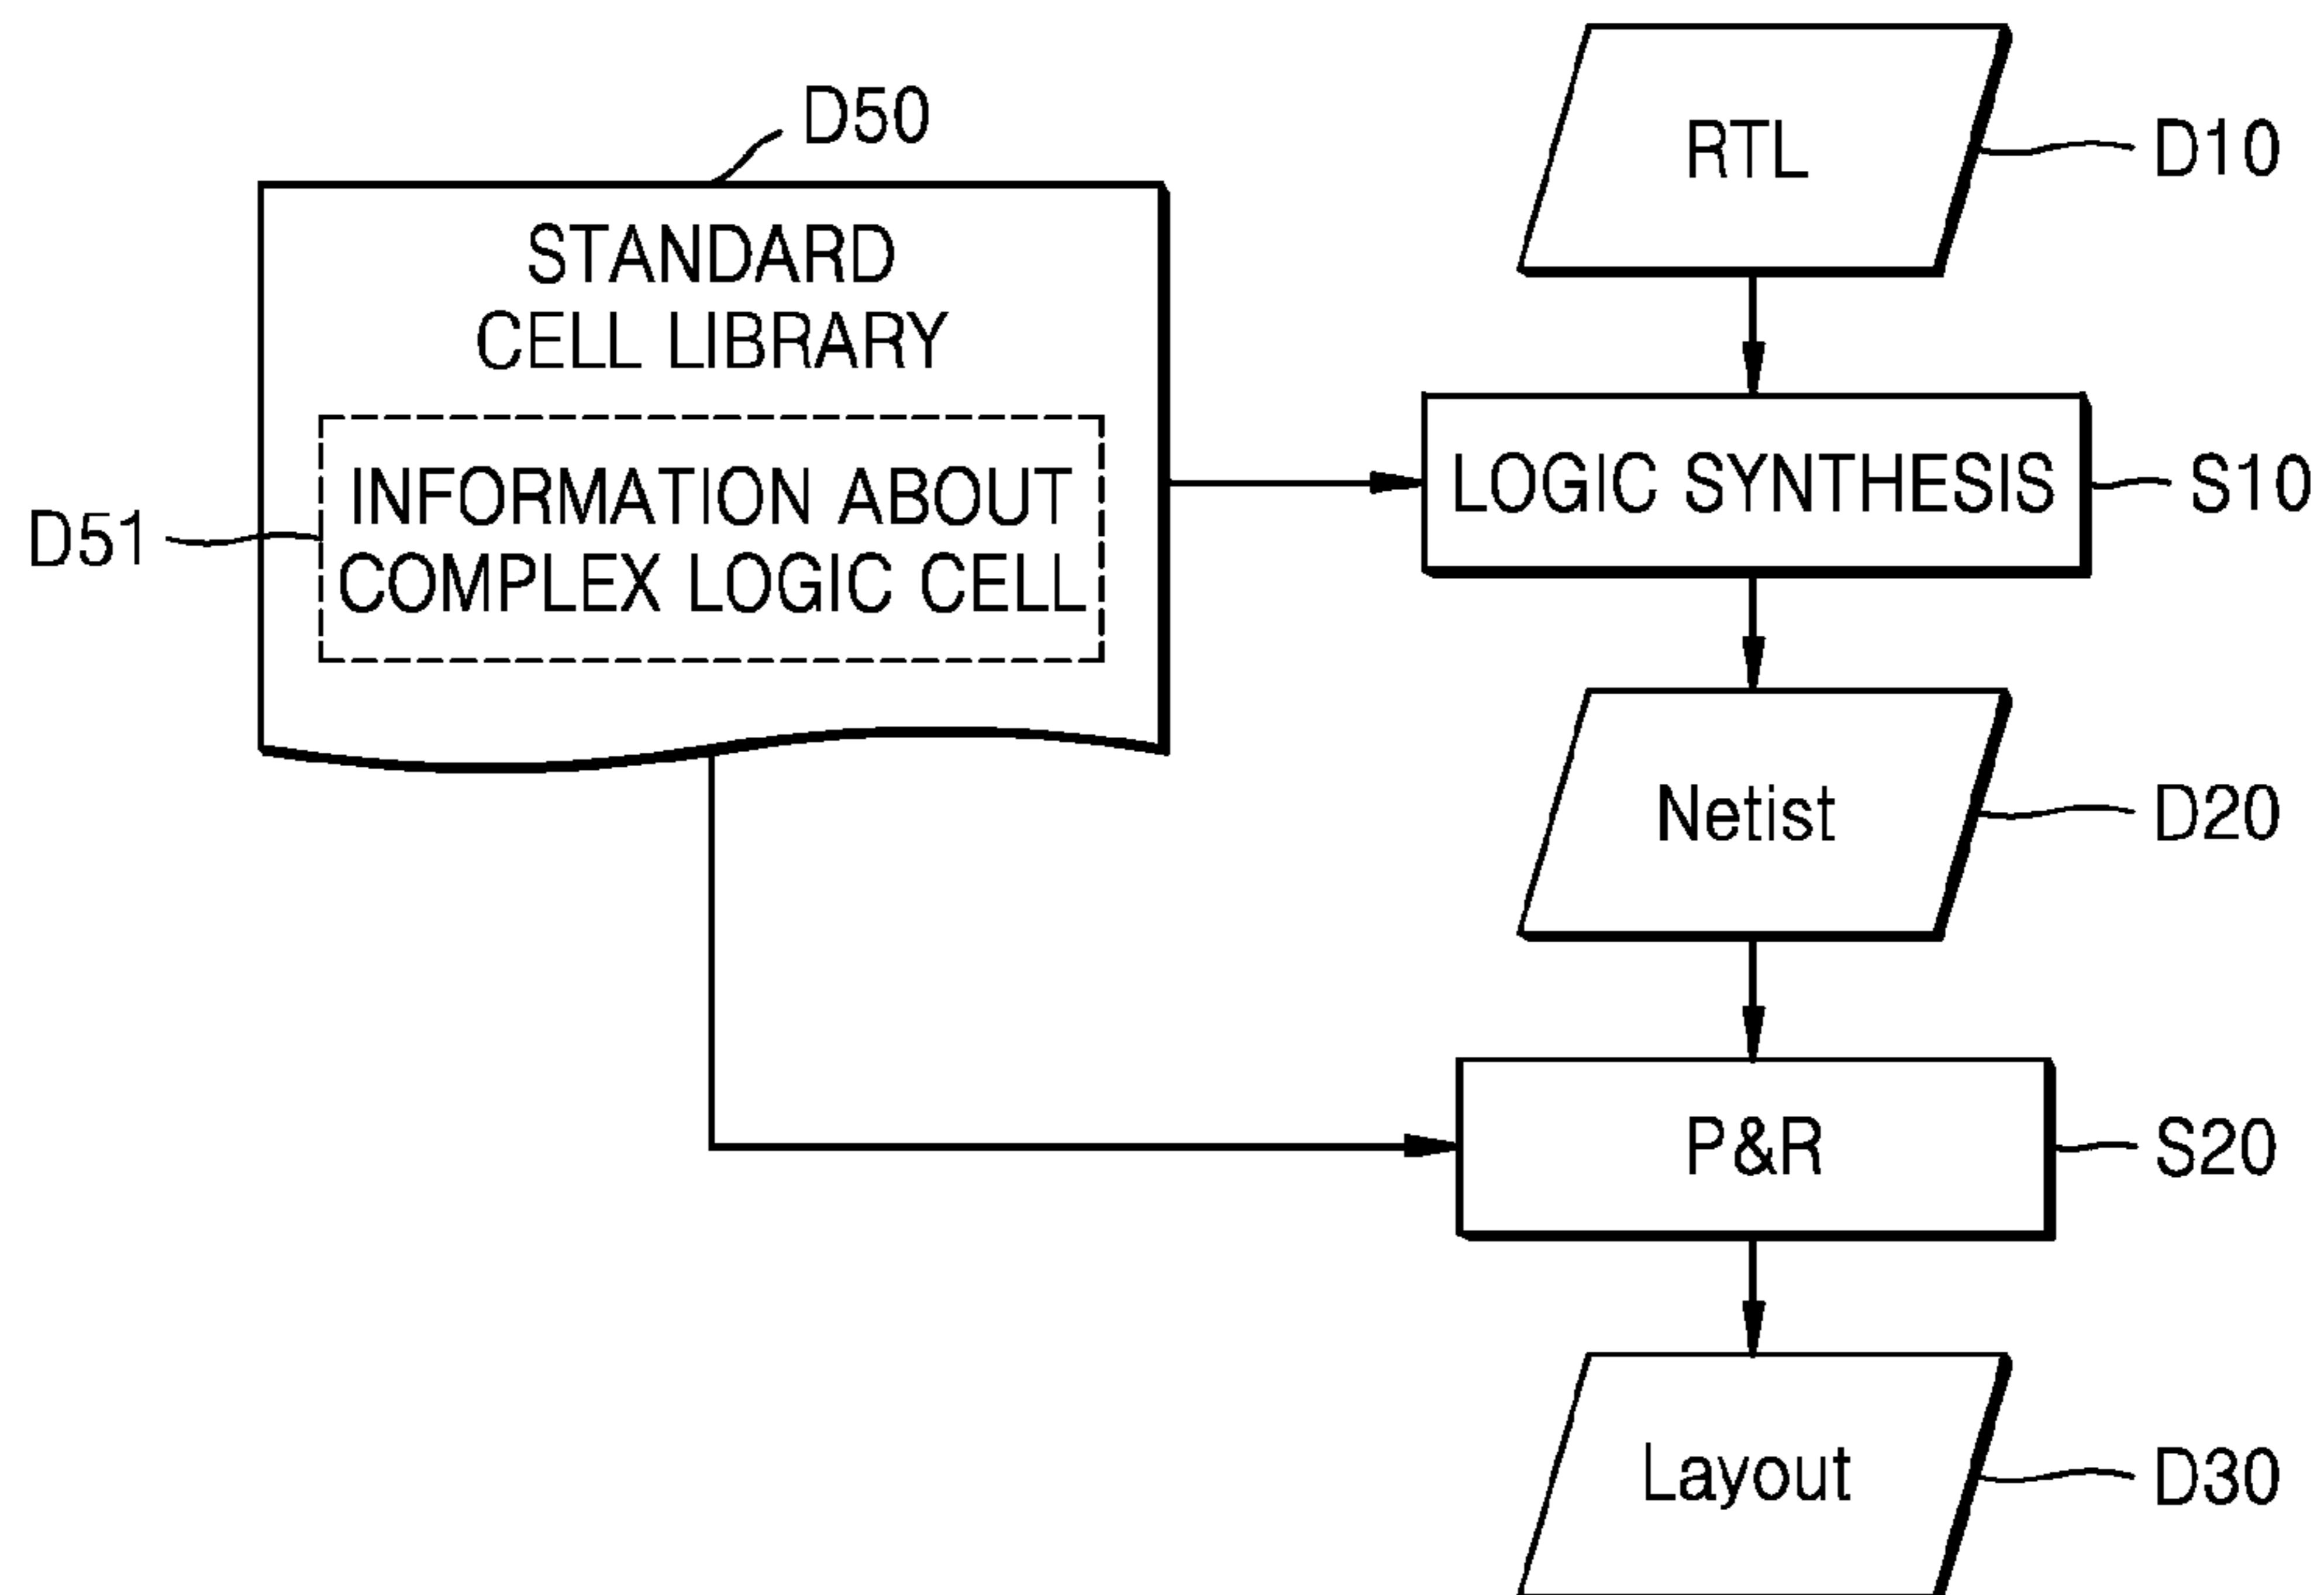 D50
STANDARD
CELL LIBRARY
D51
INFORMATION ABOUT
COMPLEX LOGIC CELL
RTL
D10
LOGIC SYNTHESIS
S10
Netist
D20
P&R
S20
Layout
D30